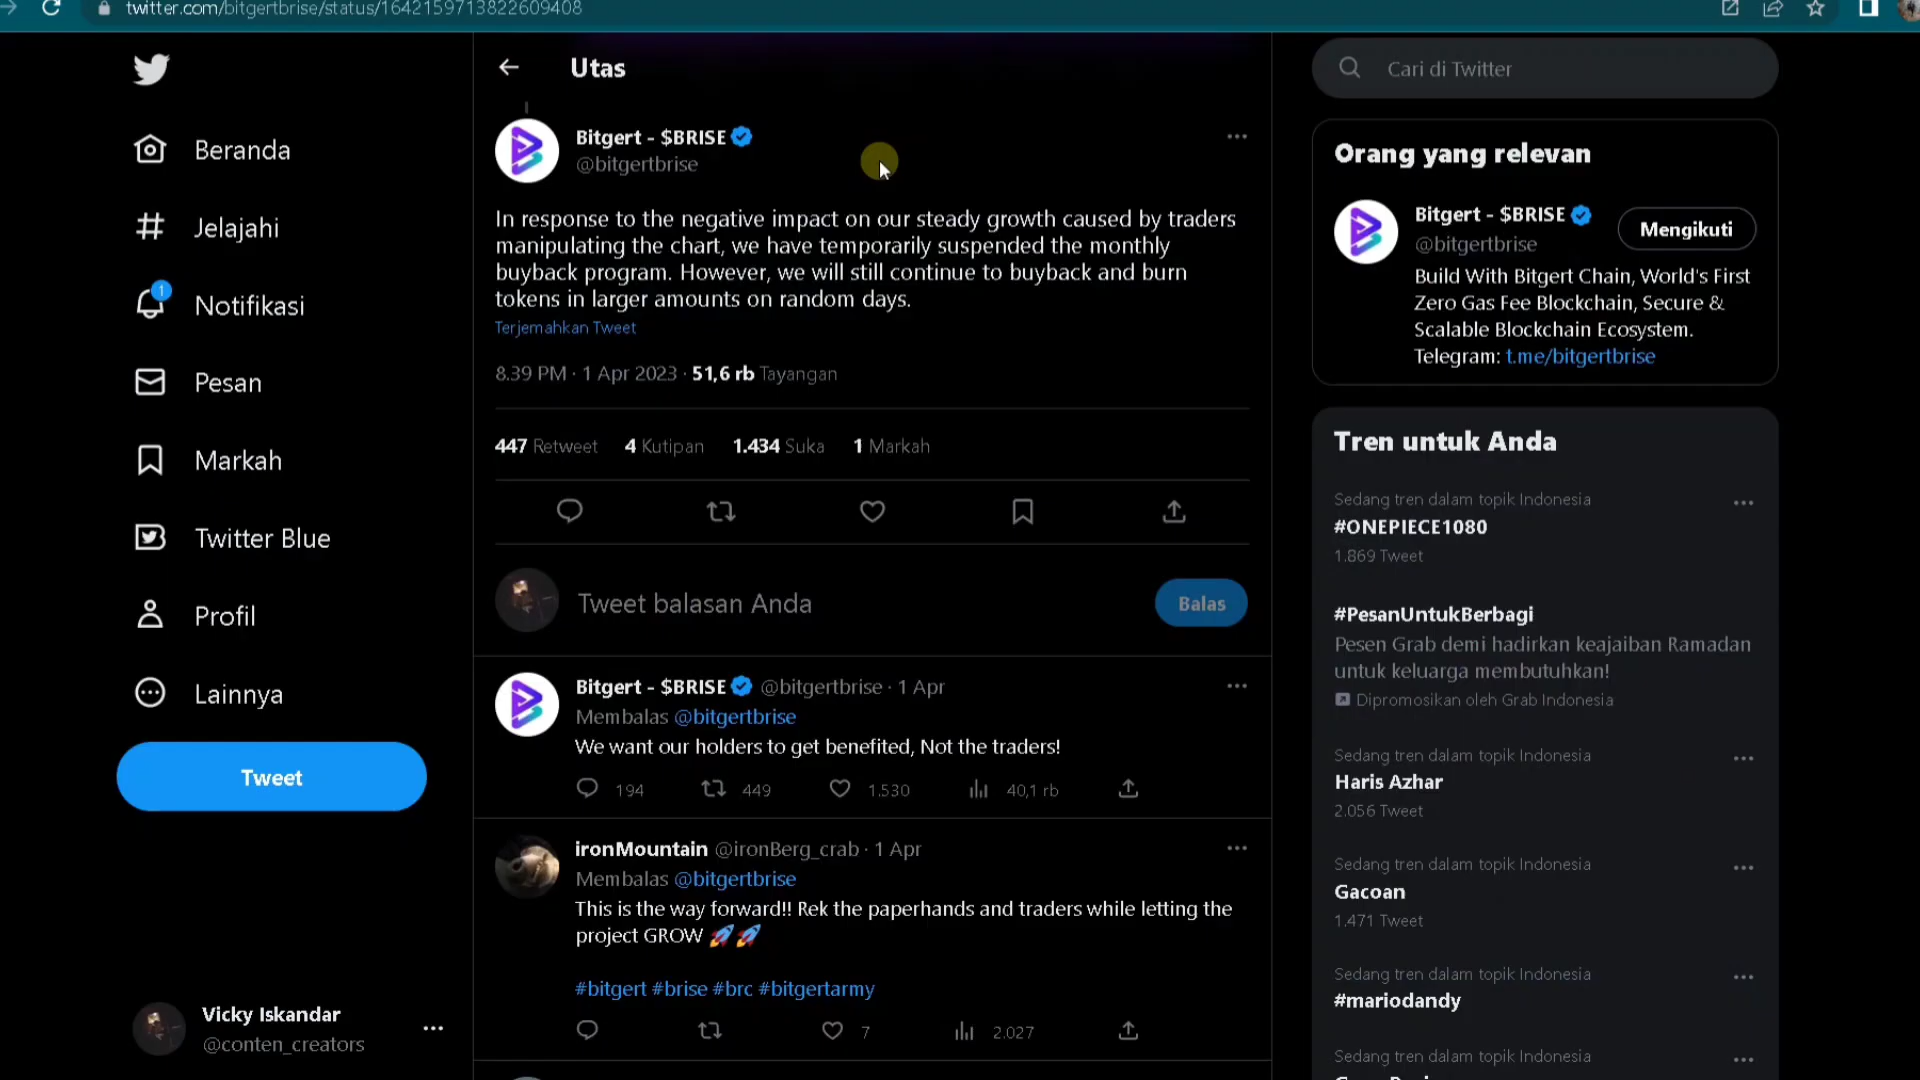 twitter.com/bitgertbrise/status/1642159713822609408
Beranda
Jelajahi
1
Notifikasi
Pesan
Markah
Twitter Blue
Profil
Lainnya
Tweet
Vicky Iskandar
@conten_creators
Utas
Bitgert - $BRISE
@bitgertbrise
In response to the negative impact on our steady growth caused by traders
manipulating the chart, we have temporarily suspended the monthly
buyback program. However, we will still continue to buyback and burn
tokens in larger amounts on random days.
Terjemahkan Tweet
8.39 PM · 1 Apr 2023 · 51,6 rb Tayangan
447 Retweet 4 Kutipan 1.434 Suka 1 Markah
Tweet balasan Anda
Balas
Bitgert - $BRISE @bitgertbrise · 1 Apr
Membalas @bitgertbrise
We want our holders to get benefited, Not the traders!
194 449 1.530 40,1 rb
ironMountain @ironBerg_crab · 1 Apr
Membalas @bitgertbrise
This is the way forward!! Rek the paperhands and traders while letting the
project GROW 🚀🚀
#bitgert #brise #brc #bitgertarmy
7 2.027
Cari di Twitter
Orang yang relevan
Bitgert - $BRISE
@bitgertbrise
Mengikuti
Build With Bitgert Chain, World's First
Zero Gas Fee Blockchain, Secure &
Scalable Blockchain Ecosystem.
Telegram: t.me/bitgertbrise
Tren untuk Anda
Sedang tren dalam topik Indonesia
#ONEPIECE1080
1.869 Tweet
#PesanUntukBerbagi
Pesen Grab demi hadirkan keajaiban Ramadan
untuk keluarga membutuhkan!
Dipromosikan oleh Grab Indonesia
Sedang tren dalam topik Indonesia
Haris Azhar
2.056 Tweet
Sedang tren dalam topik Indonesia
Gacoan
1.471 Tweet
Sedang tren dalam topik Indonesia
#mariodandy
Sedang tren dalam topik Indonesia